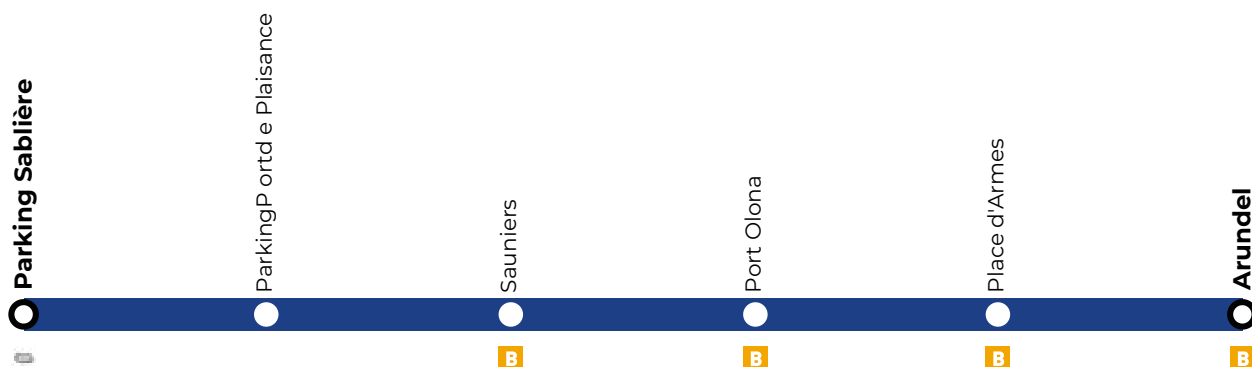 Parking Sablière
ParkingP ortd e Plaisance
Sauniers
Port Olona
Place d'Armes
Arundel
B
B
B
B